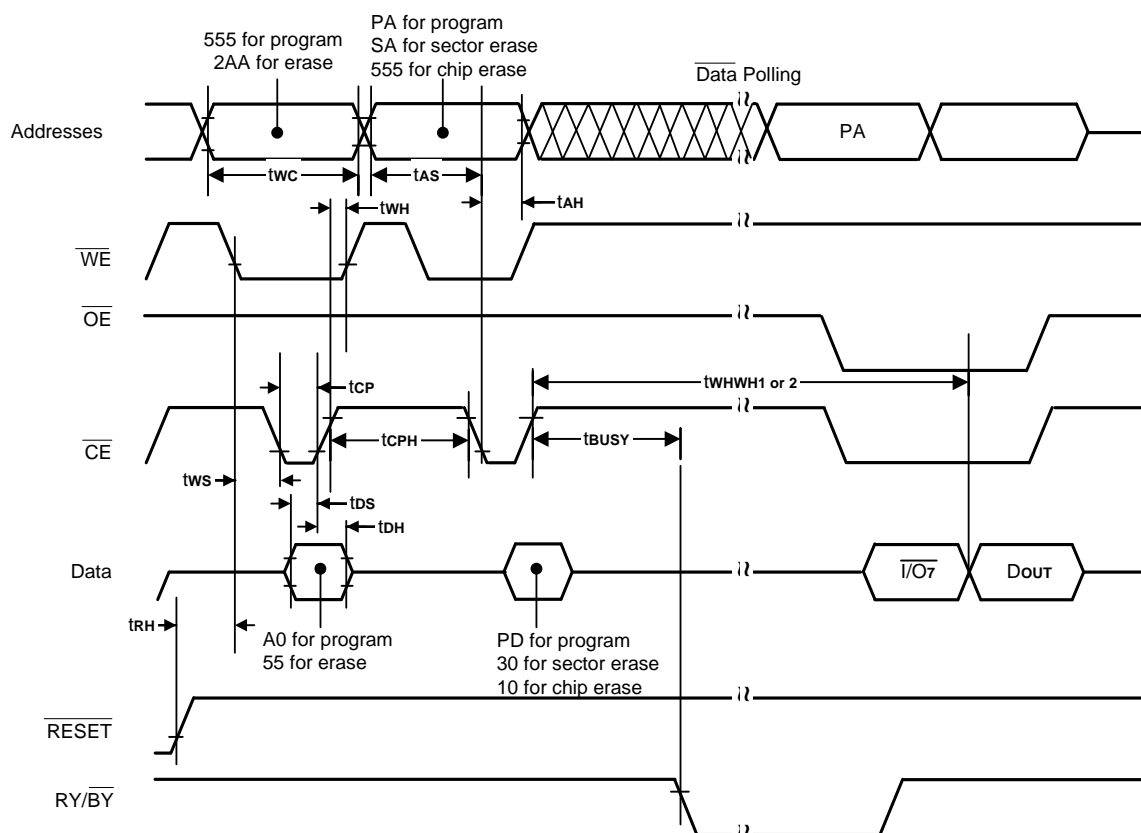 555 for program
2AA for erase
PA for program
SA for sector erase
555 for chip erase
Data Polling
Addresses
PA
tWC
tAS
tAH
tWH
WE
OE
tWHWH1 or 2
tCP
CE
tCPH
tBUSY
tWS
tDS
tDH
Data
I/O7
DOUT
tRH
A0 for program
55 for erase
PD for program
30 for sector erase
10 for chip erase
RESET
RY/BY